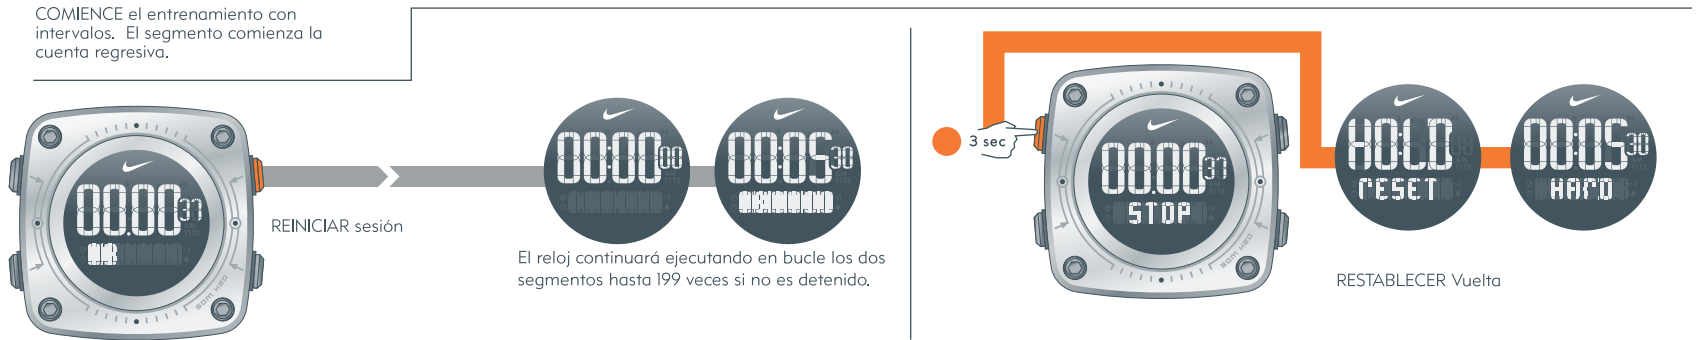 COMIENCE el entrenamiento con
intervalos. El segmento comienza la
cuenta regresiva.
00.00 31
REINICIAR sesión
00:00 00
00:05 30
El reloj continuará ejecutando en bucle los dos
segmentos hasta 199 veces si no es detenido.
3 sec
00.00 31
STOP
HOLD
RESET
00:05 30
HARD
RESTABLECER Vuelta